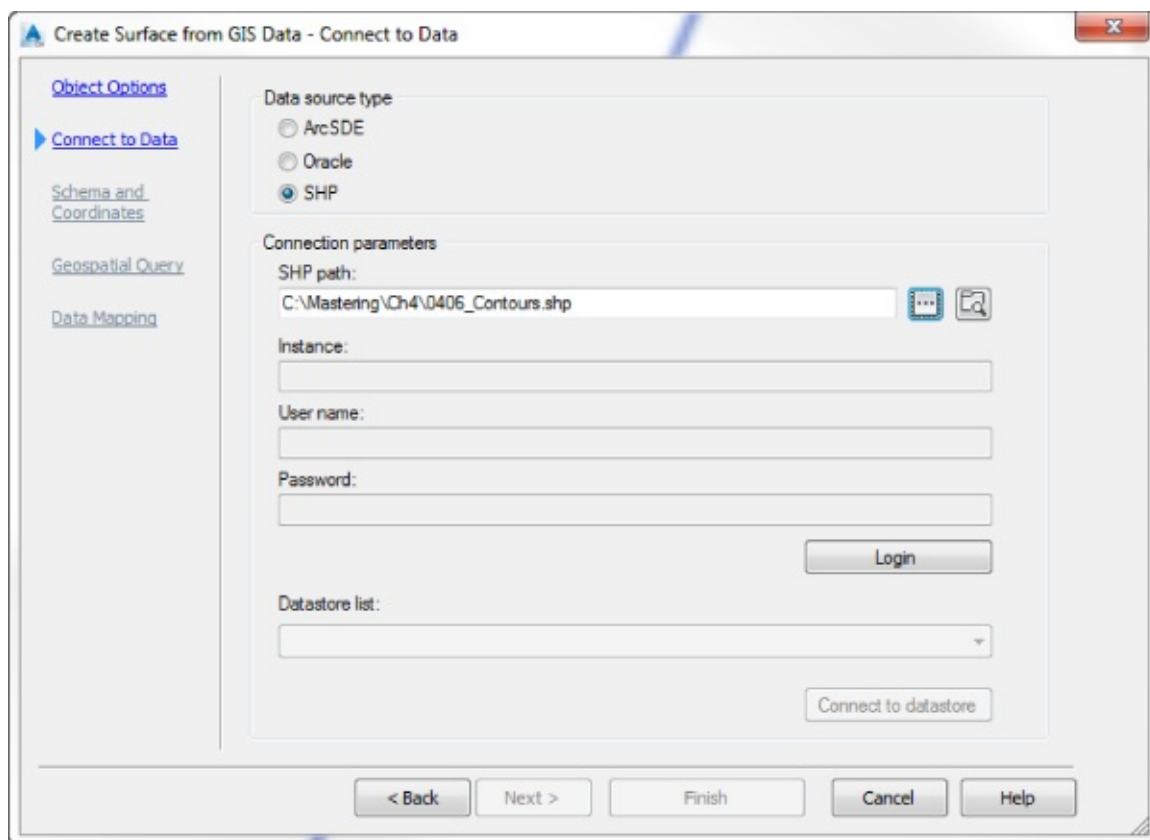 Create Surface from GIS Data - Connect to Data
Object Options
Connect to Data
Schema and
Coordinates
Geospatial Query
Data Mapping
Data source type
ArcSDE
Oracle
SHP
Connection parameters
SHP path:
C:\Mastering\Ch4\0406_Contours.shp
Instance:
User name:
Password:
Login
Datastore list:
Connect to datastore
< Back
Next >
Finish
Cancel
Help